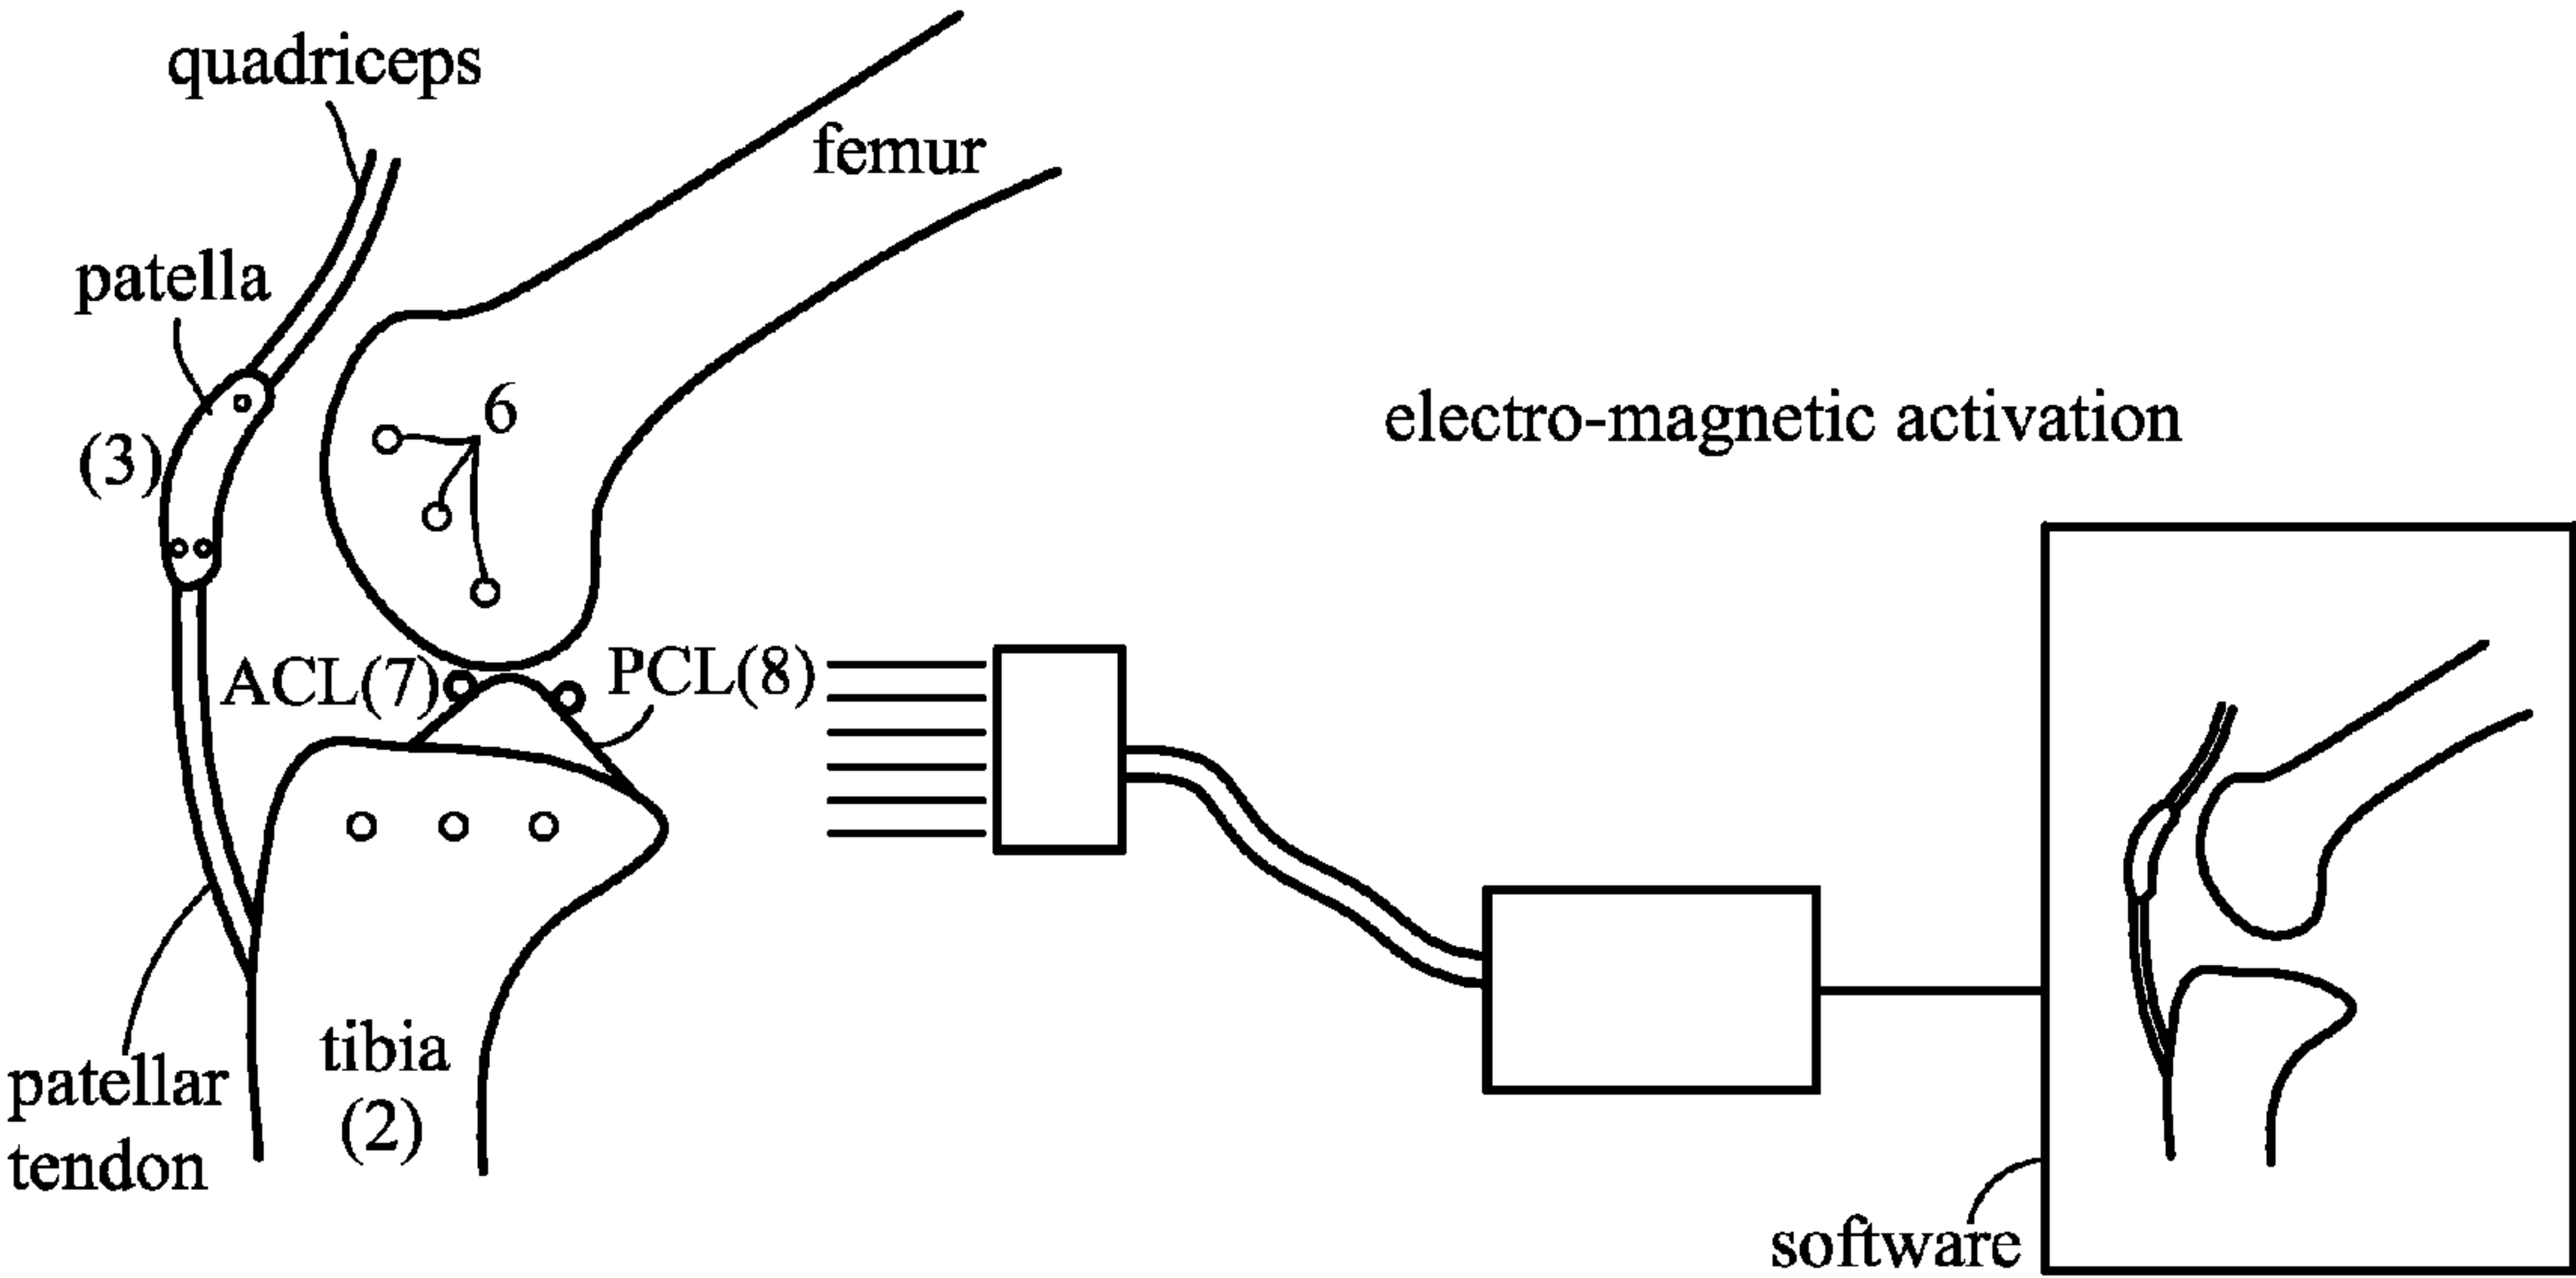 quadriceps
femur
patella
6
electro-magnetic activation
(3)
ACL(7)
PCL(8)
tibia
(2)
patellar
tendon
software